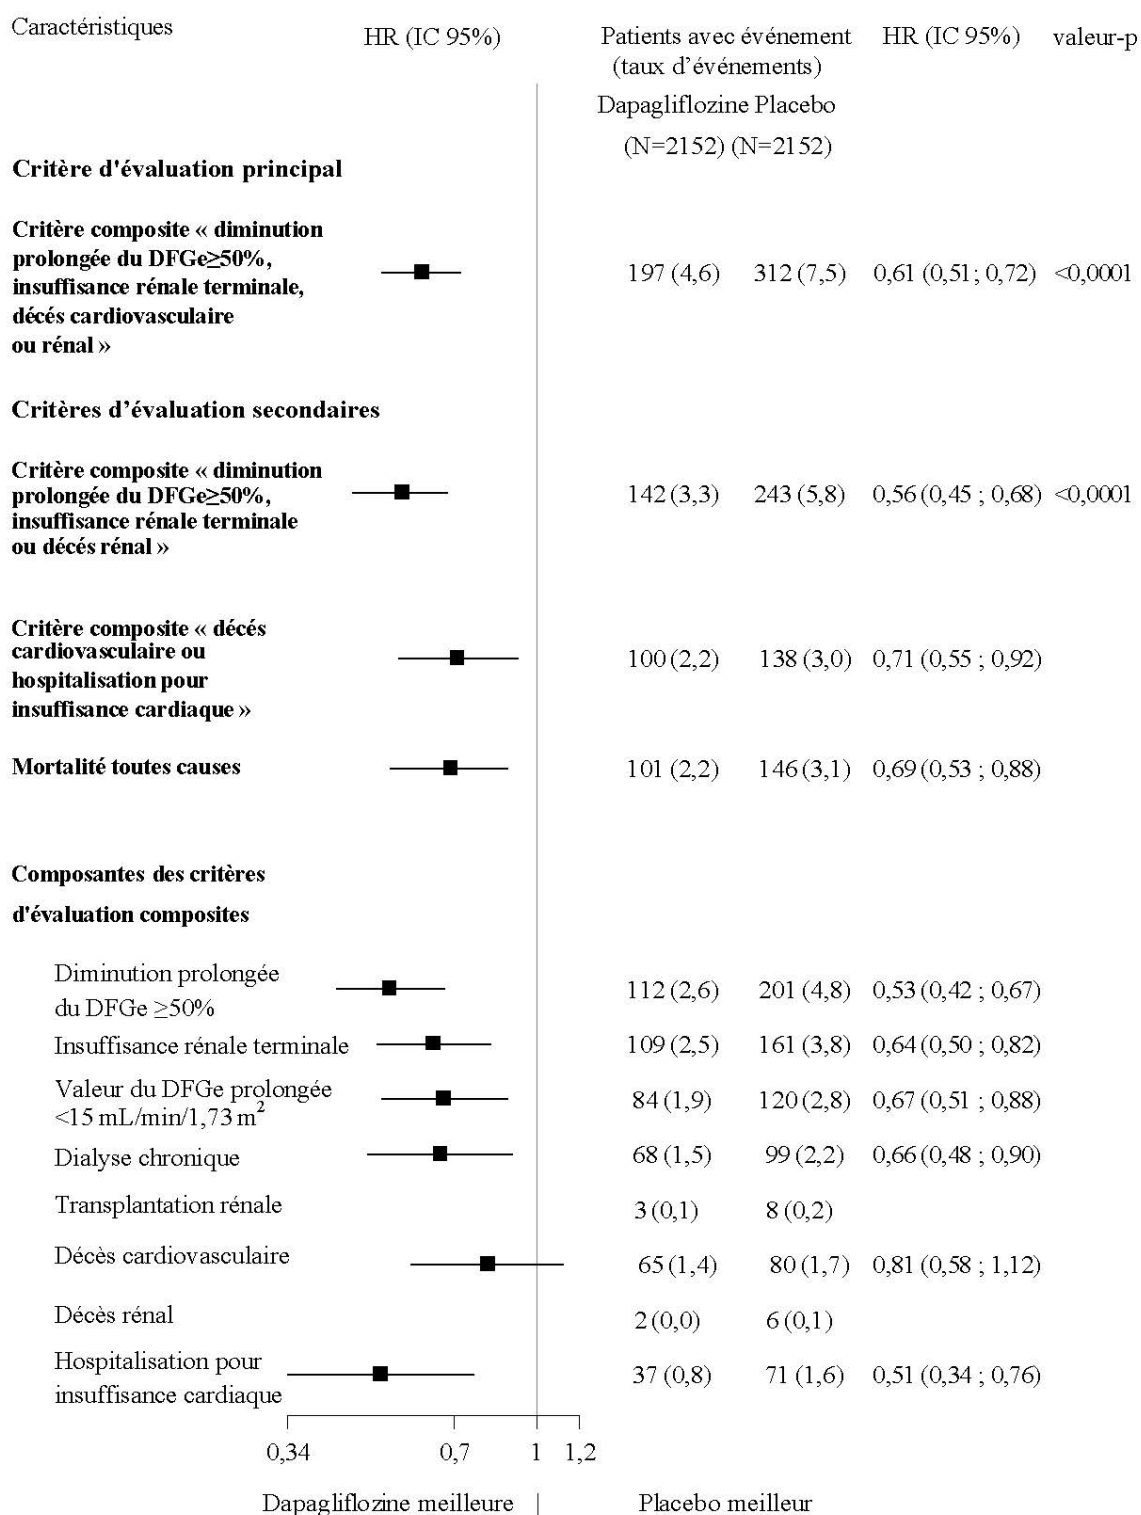 Caractéristiques HR (IC 95%) Patients avec événement HR (IC 95%) valeur-p
(taux d’événements)
Dapagliflozine Placebo
(N=2152) (N=2152)
Critère d'évaluation principal
Critère composite « diminution
prolongée du DFGe≥50%,
insuffisance rénale terminale,
décés cardiovasculaire
ou rénal »
197 (4,6) 312 (7,5) 0,61 (0,51; 0,72) <0,0001
Critères d’évaluation secondaires
Critère composite « diminution
prolongée du DFGe≥50%,
insuffisance rénale terminale
ou décés rénal »
142 (3,3) 243 (5,8) 0,56 (0,45 ; 0,68) <0,0001
Critère composite « décés
cardiovasculaire ou
hospitalisation pour
insuffisance cardiaque »
100 (2,2) 138 (3,0) 0,71 (0,55 ; 0,92)
Mortalité toutes causes 101 (2,2) 146 (3,1) 0,69 (0,53 ; 0,88)
Composantes des critères
d'évaluation composites
Diminution prolongée
du DFGe ≥50%
112 (2,6) 201 (4,8) 0,53 (0,42 ; 0,67)
Insuffisance rénale terminale 109 (2,5) 161 (3,8) 0,64 (0,50 ; 0,82)
Valeur du DFGe prolongée
<15 mL/min/1,73 m²
84 (1,9) 120 (2,8) 0,67 (0,51 ; 0,88)
Dialyse chronique 68 (1,5) 99 (2,2) 0,66 (0,48 ; 0,90)
Transplantation rénale 3 (0,1) 8 (0,2)
Décès cardiovasculaire 65 (1,4) 80 (1,7) 0,81 (0,58 ; 1,12)
Décès rénal 2 (0,0) 6 (0,1)
Hospitalisation pour
insuffisance cardiaque
37 (0,8) 71 (1,6) 0,51 (0,34 ; 0,76)
0,34 0,7 1 1,2
Dapagliflozine meilleure | Placebo meilleur